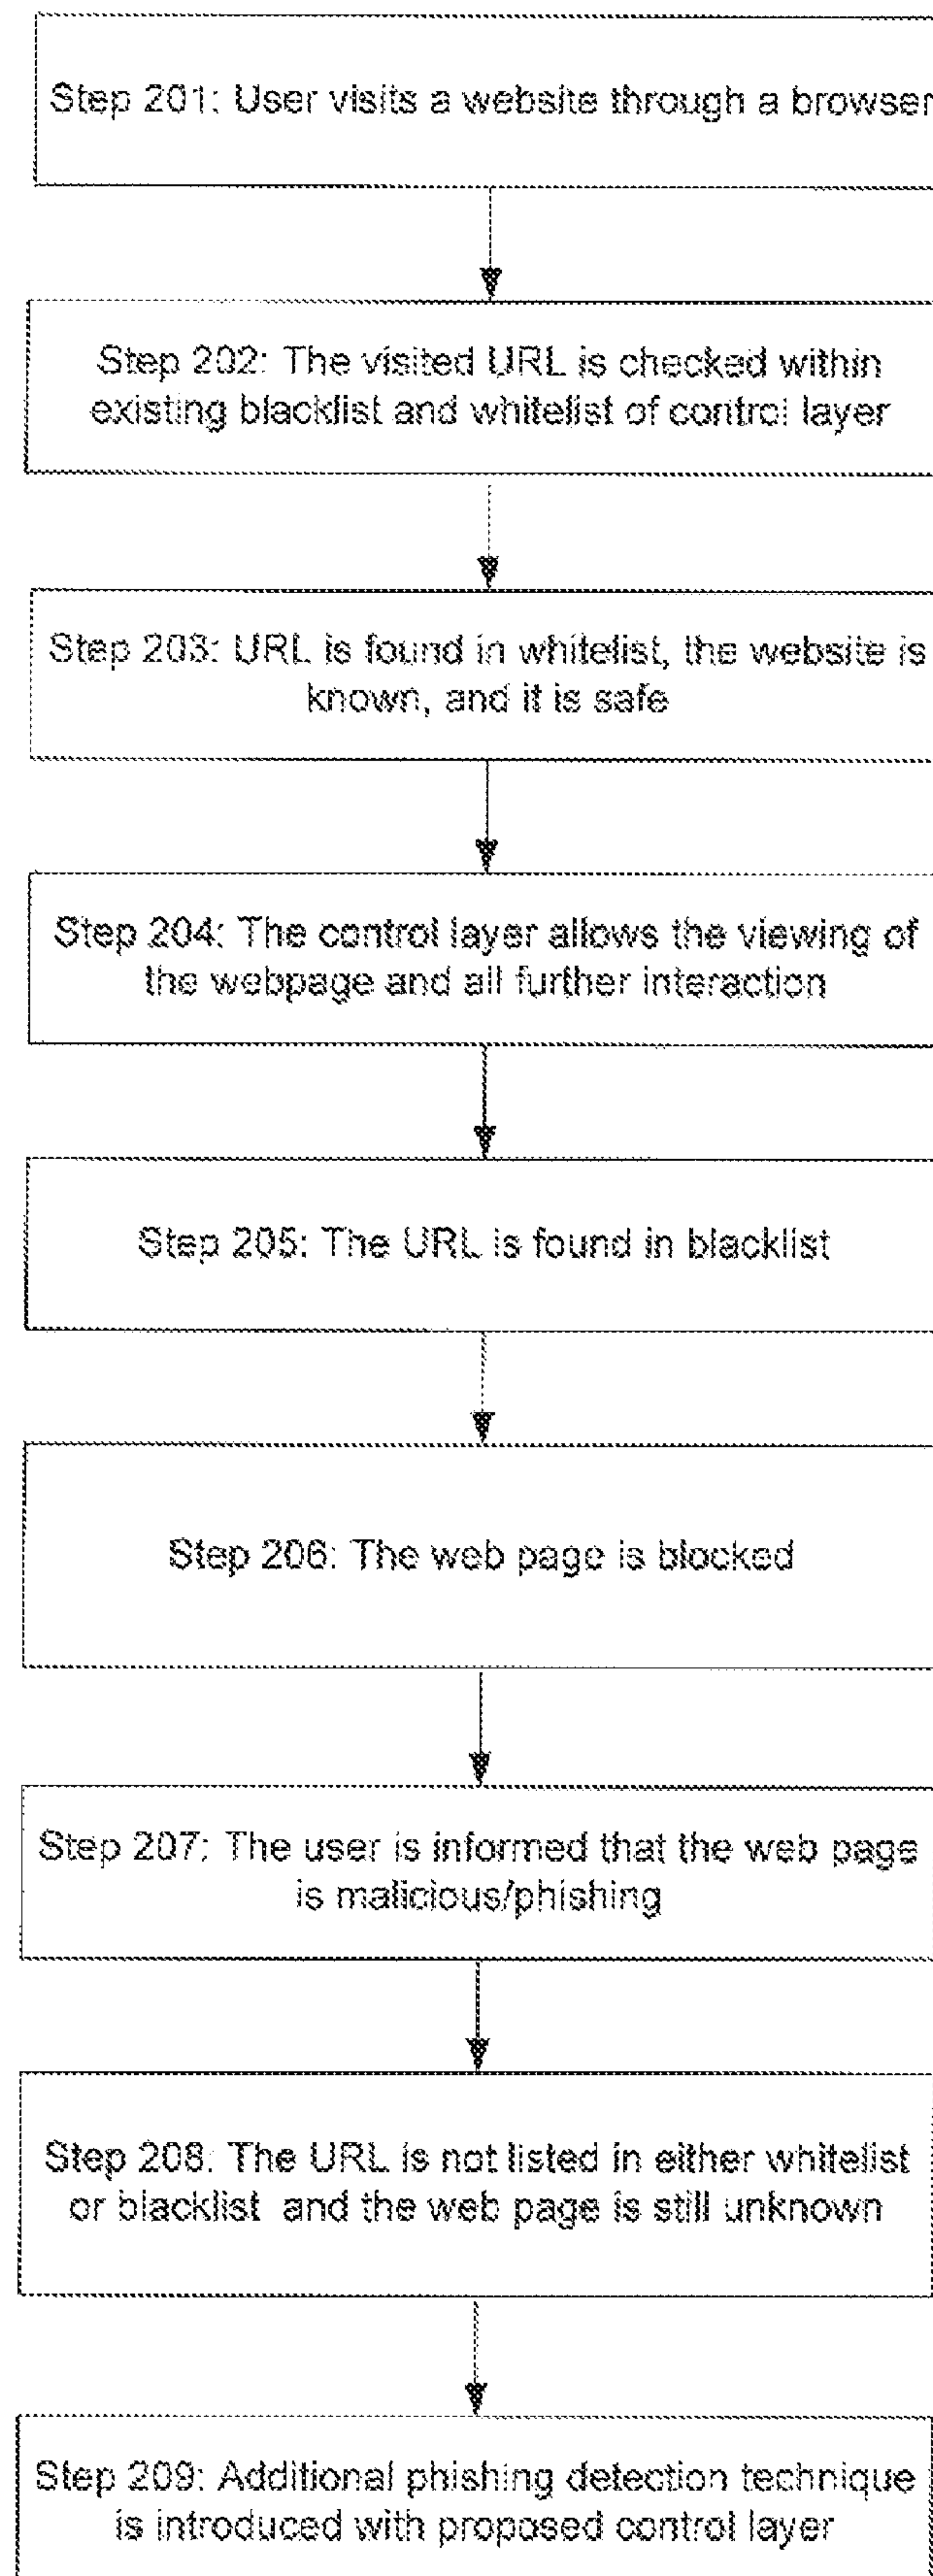 Step 201: User visits a website through a browser
Step 202: The visited URL is checked within
existing blacklist and whitelist of control layer
Step 203: URL is found in whitelist, the website is
known, and it is safe
Step 204: The control layer allows the viewing of
the webpage and all further interaction
Step 205: The URL is found in blacklist
Step 206: The web page is blocked
Step 207: The user is informed that the web page
is malicious/phishing
Step 208: The URL is not listed in either whitelist
or blacklist and the web page is still unknown
Step 209: Additional phishing detection technique
is introduced with proposed control layer